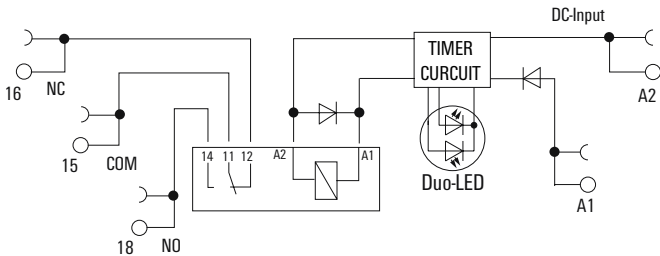 DC-Input
TIMER
CURCUIT
16 NC
A2
15 COM
14 11 12 A2 A1
Duo-LED
A1
18 NO